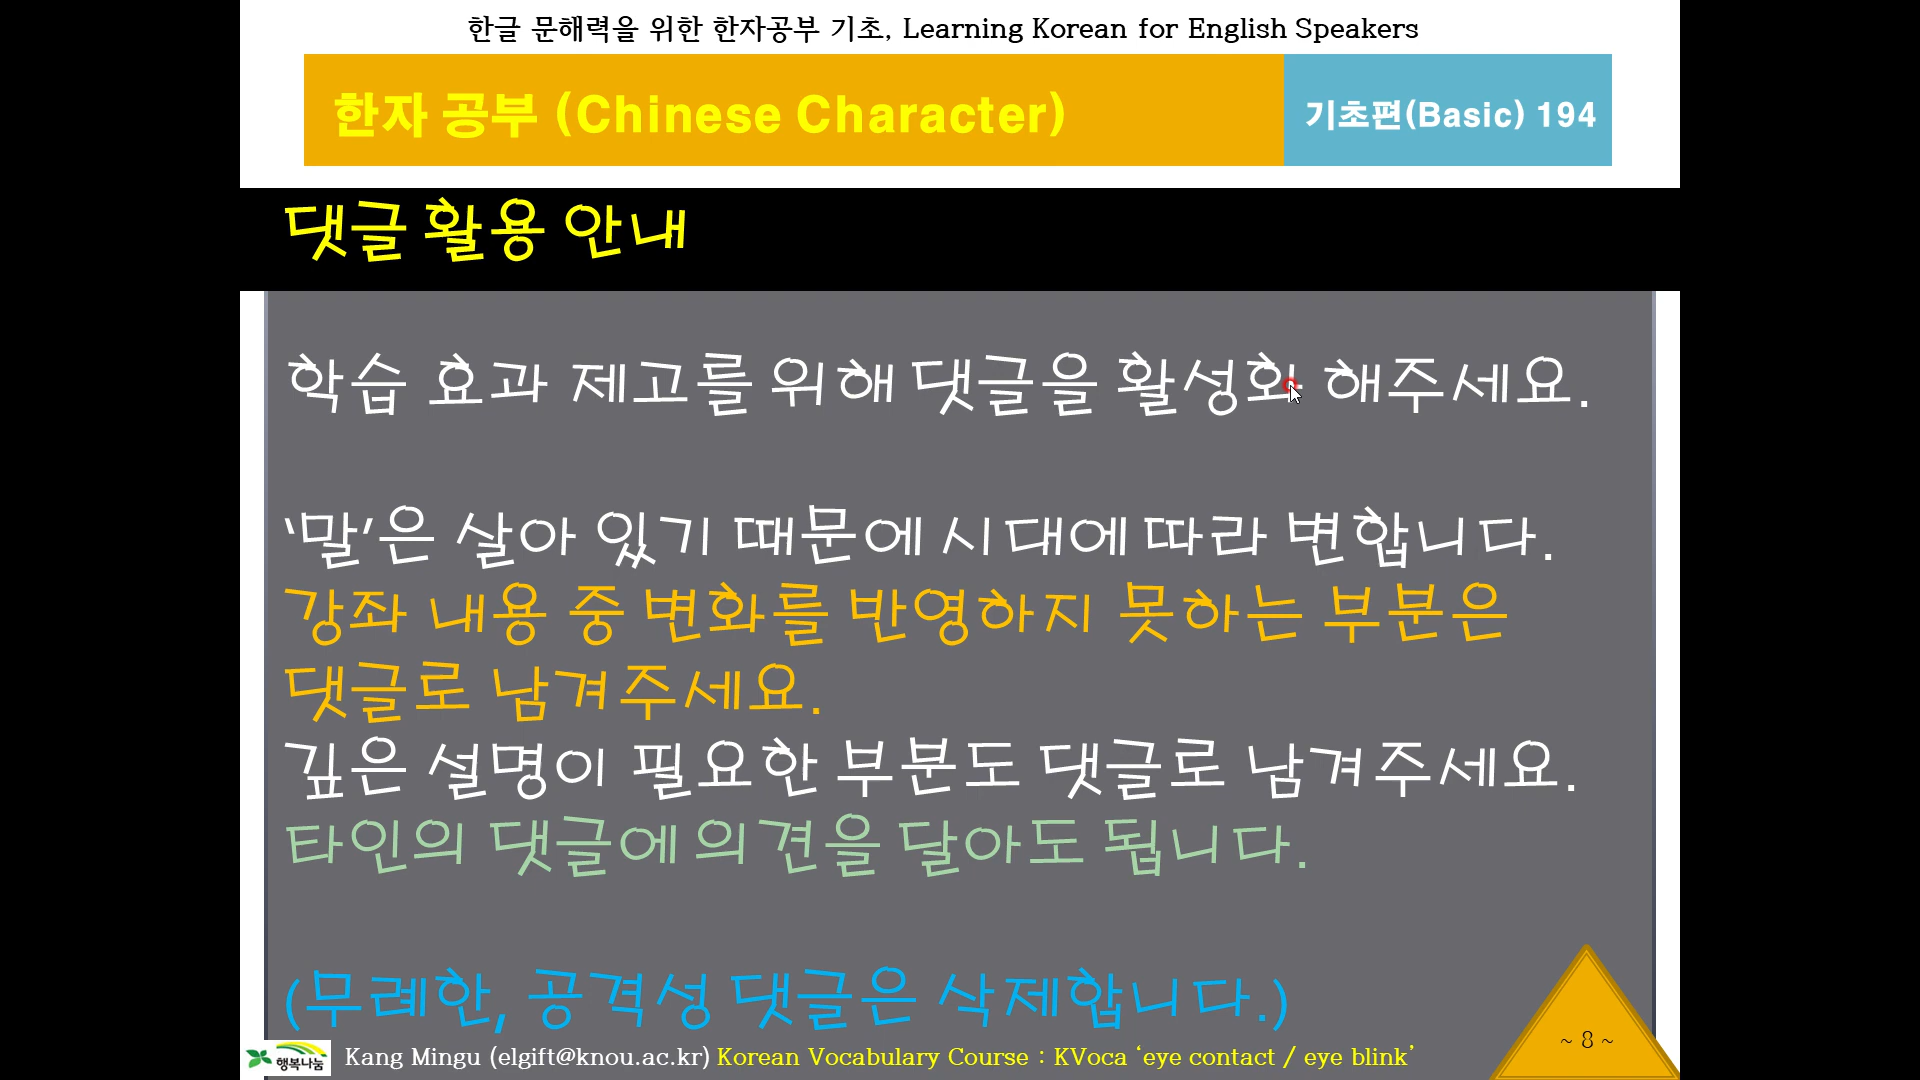 한글 문해력을 위한 한자공부 기초, Learning Korean for English Speakers
한자 공부 (Chinese Character)
기초편(Basic) 194
댓글 활용 안내
학습 효과 제고를 위해 댓글을 활성화 해주세요.
‘말’은 살아 있기 때문에 시대에 따라 변합니다.
강좌 내용 중 변화를 반영하지 못하는 부분은
댓글로 남겨주세요.
깊은 설명이 필요한 부분도 댓글로 남겨주세요.
타인의 댓글에 의견을 달아도 됩니다.
(무례한, 공격성 댓글은 삭제합니다.)
~ 8 ~
행복나눔
Kang Mingu (elgift@knou.ac.kr) Korean Vocabulary Course : KVoca ‘eye contact / eye blink’